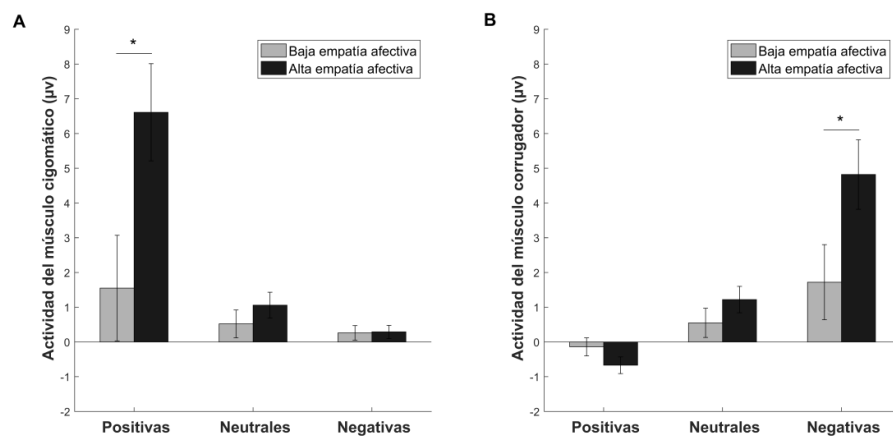 A
Actividad del músculo cigomático (µv)
9
8
7
6
5
4
3
2
1
0
-1
-2
*
Baja empatía afectiva
Alta empatía afectiva
Positivas
Neutrales
Negativas
B
Actividad del múscúlo corrugador (µv)
9
8
7
6
5
4
3
2
1
0
-1
-2
Baja empatía afectiva
Alta empatía afectiva
*
Positivas
Neutrales
Negativas